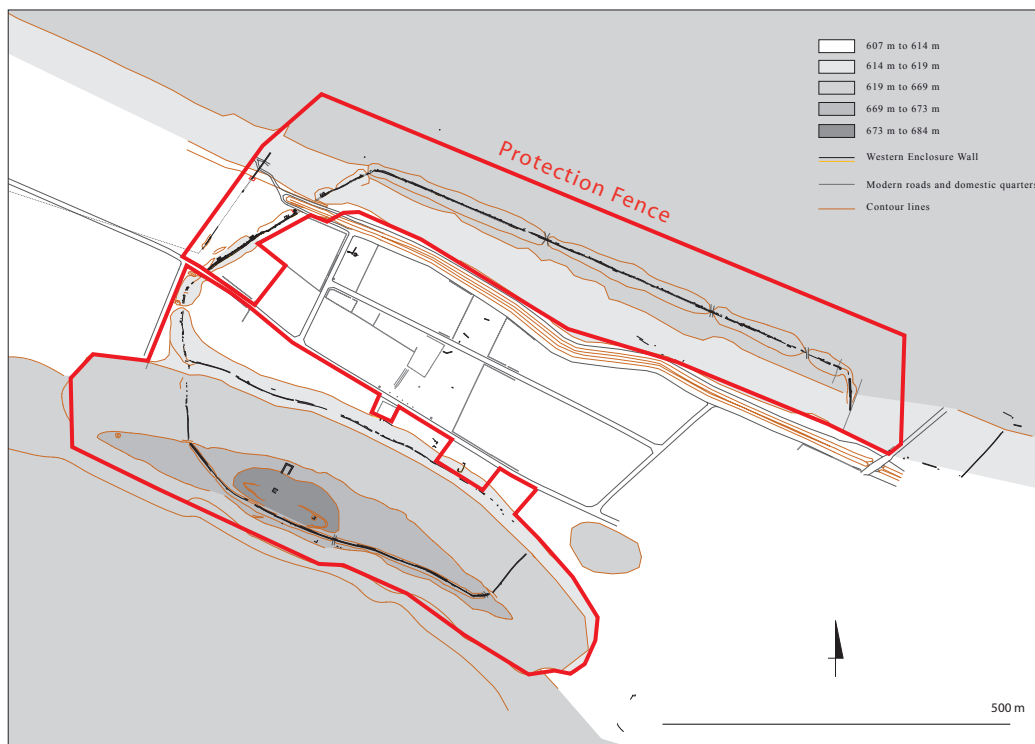 607 m to 614 m
614 m to 619 m
619 m to 669 m
669 m to 673 m
673 m to 684 m
Western Enclosure Wall
Modern roads and domestic quarters
Contour lines
Protection Fence
500 m